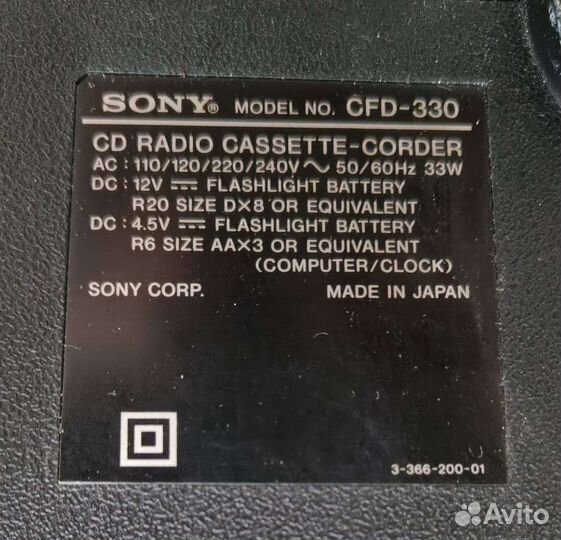 SONY® MODEL NO. CFD-330
CD RADIO CASSETTE-CORDER
AC : 110/120/220/240V ～ 50/60Hz 33W
DC : 12V ⎓ FLASHLIGHT BATTERY
R20 SIZE D×8 OR EQUIVALENT
DC : 4.5V ⎓ FLASHLIGHT BATTERY
R6 SIZE AA×3 OR EQUIVALENT
(COMPUTER/CLOCK)
SONY CORP. MADE IN JAPAN
3-366-200-01
Avito